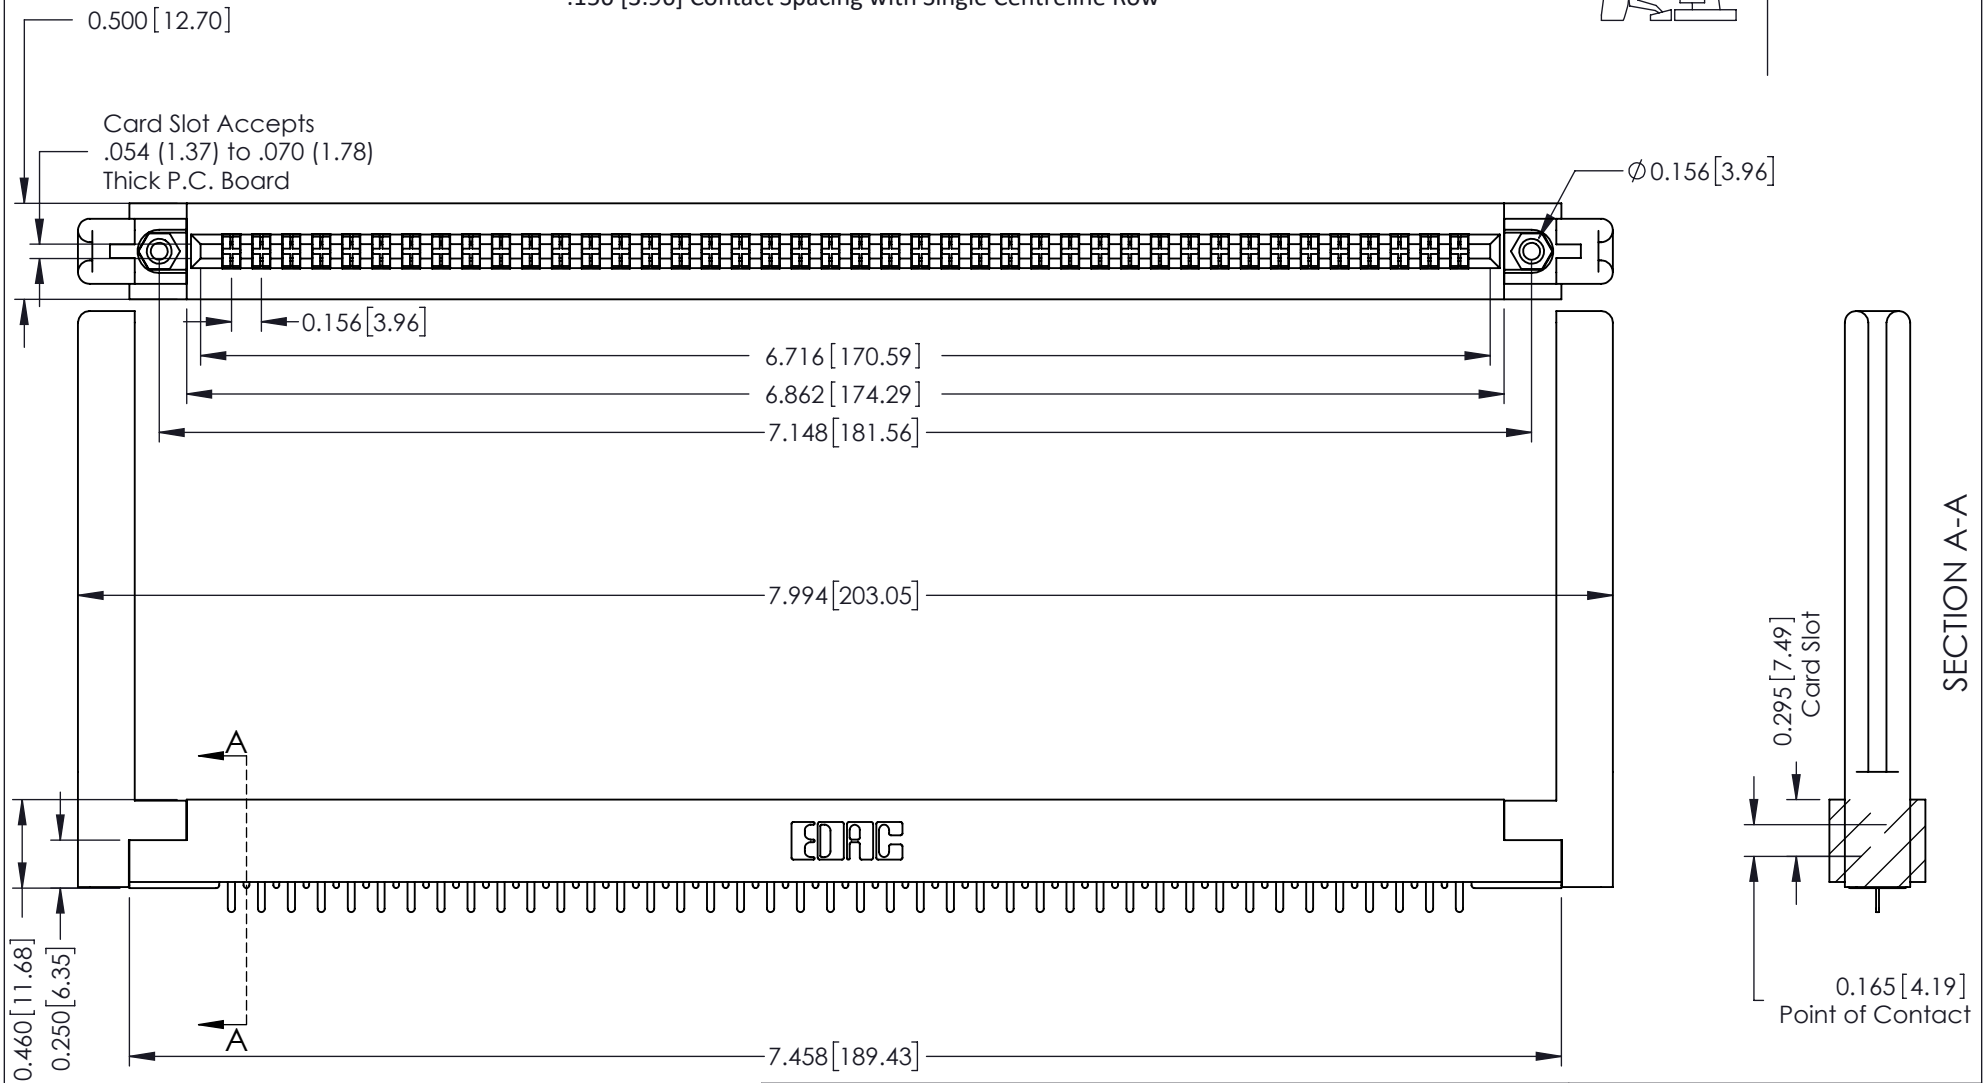 .156 [3.96] Contact Spacing with Single Centreline Row
0.500 [12.70]
Card Slot Accepts
.054 (1.37) to .070 (1.78)
Thick P.C. Board
Ø0.156 [3.96]
0.156 [3.96]
6.716 [170.59]
6.862 [174.29]
7.148 [181.56]
7.994 [203.05]
SECTION A-A
0.295 [7.49]
Card Slot
A
EDAC
0.460 [11.68]
0.250 [6.35]
A
0.165 [4.19]
Point of Contact
7.458 [189.43]